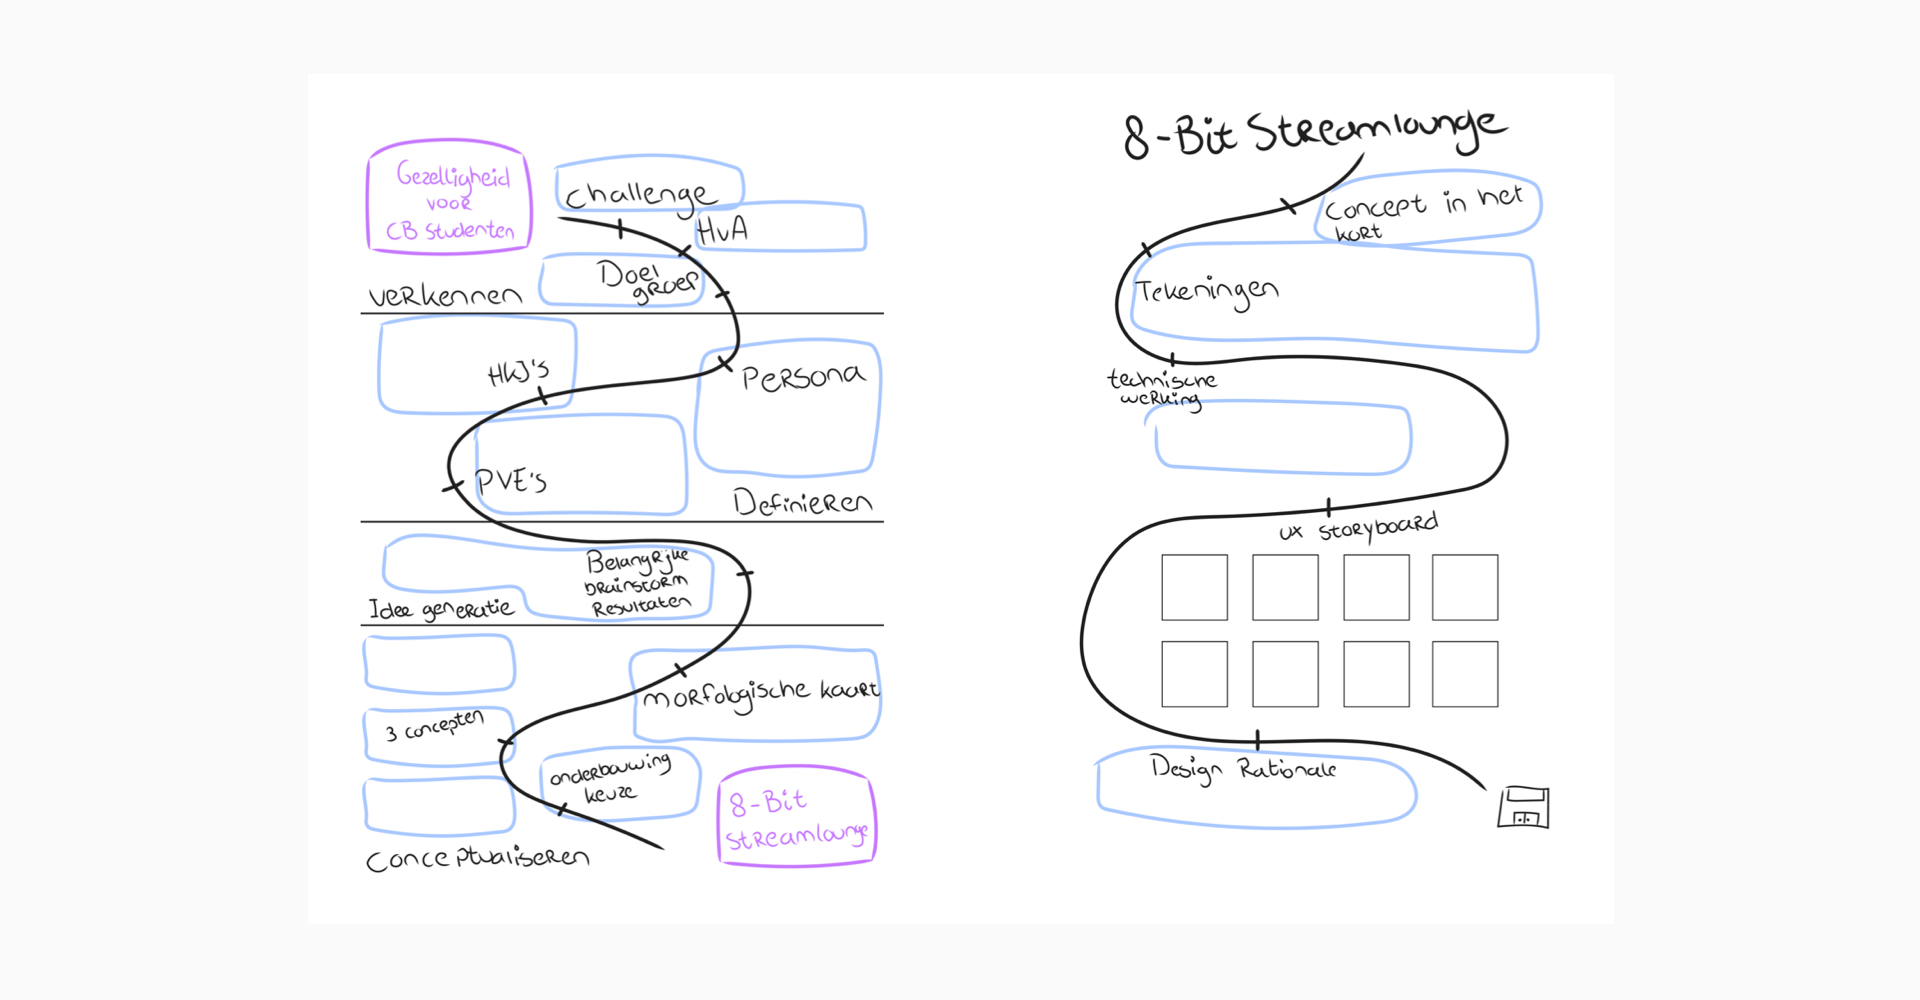 Gezelligheid
voor
CB Studenten
challenge
HvA
Doel
groep
verkennen
HKJ's
Persona
PVE's
Definieren
Belangrijke
brainstorm
Resultaten
Idee generatie
morfologische kaart
3 concepten
onderbouwing
keuze
8-Bit
Streamlounge
Conceptualiseren
8-Bit Streamlounge
Concept in het
kort
Tekeningen
technische
werking
UX Storyboard
Design Rationale